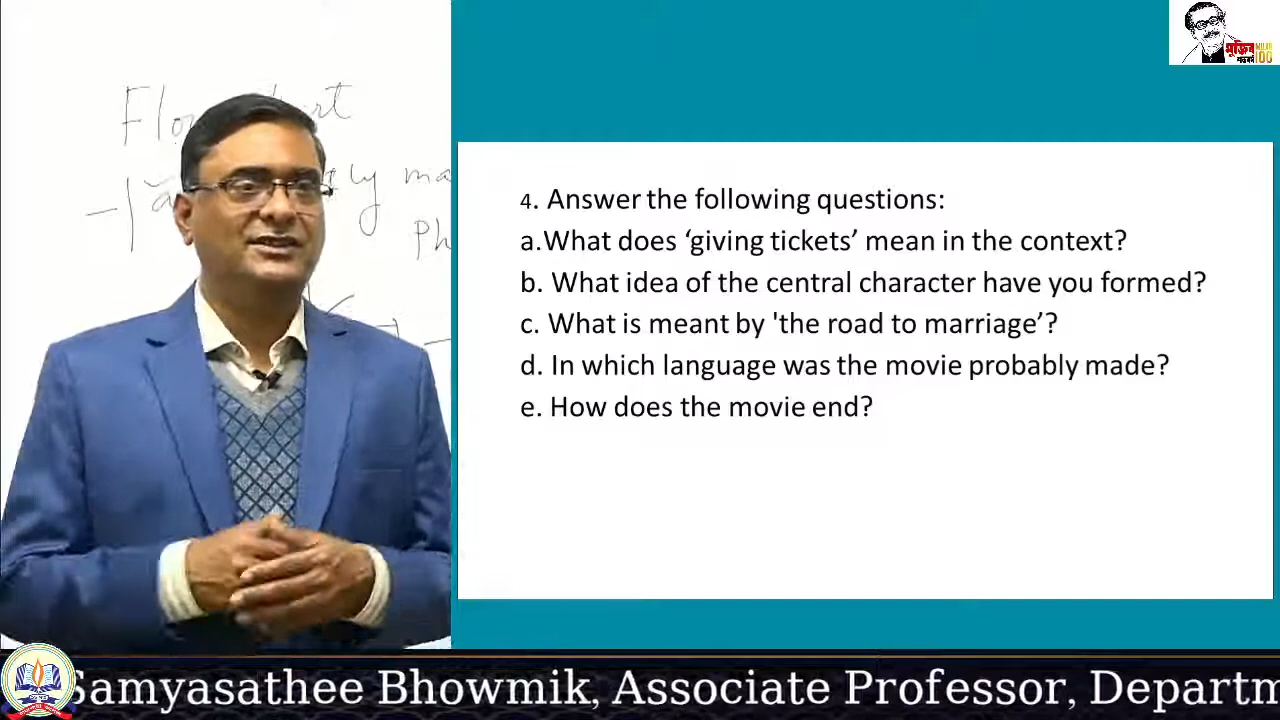 মুজিব
শতবর্ষ
100
4. Answer the following questions:
a.What does ‘giving tickets’ mean in the context?
b. What idea of the central character have you formed?
c. What is meant by 'the road to marriage’?
d. In which language was the movie probably made?
e. How does the movie end?
Samyasathee Bhowmik, Associate Professor, Departm